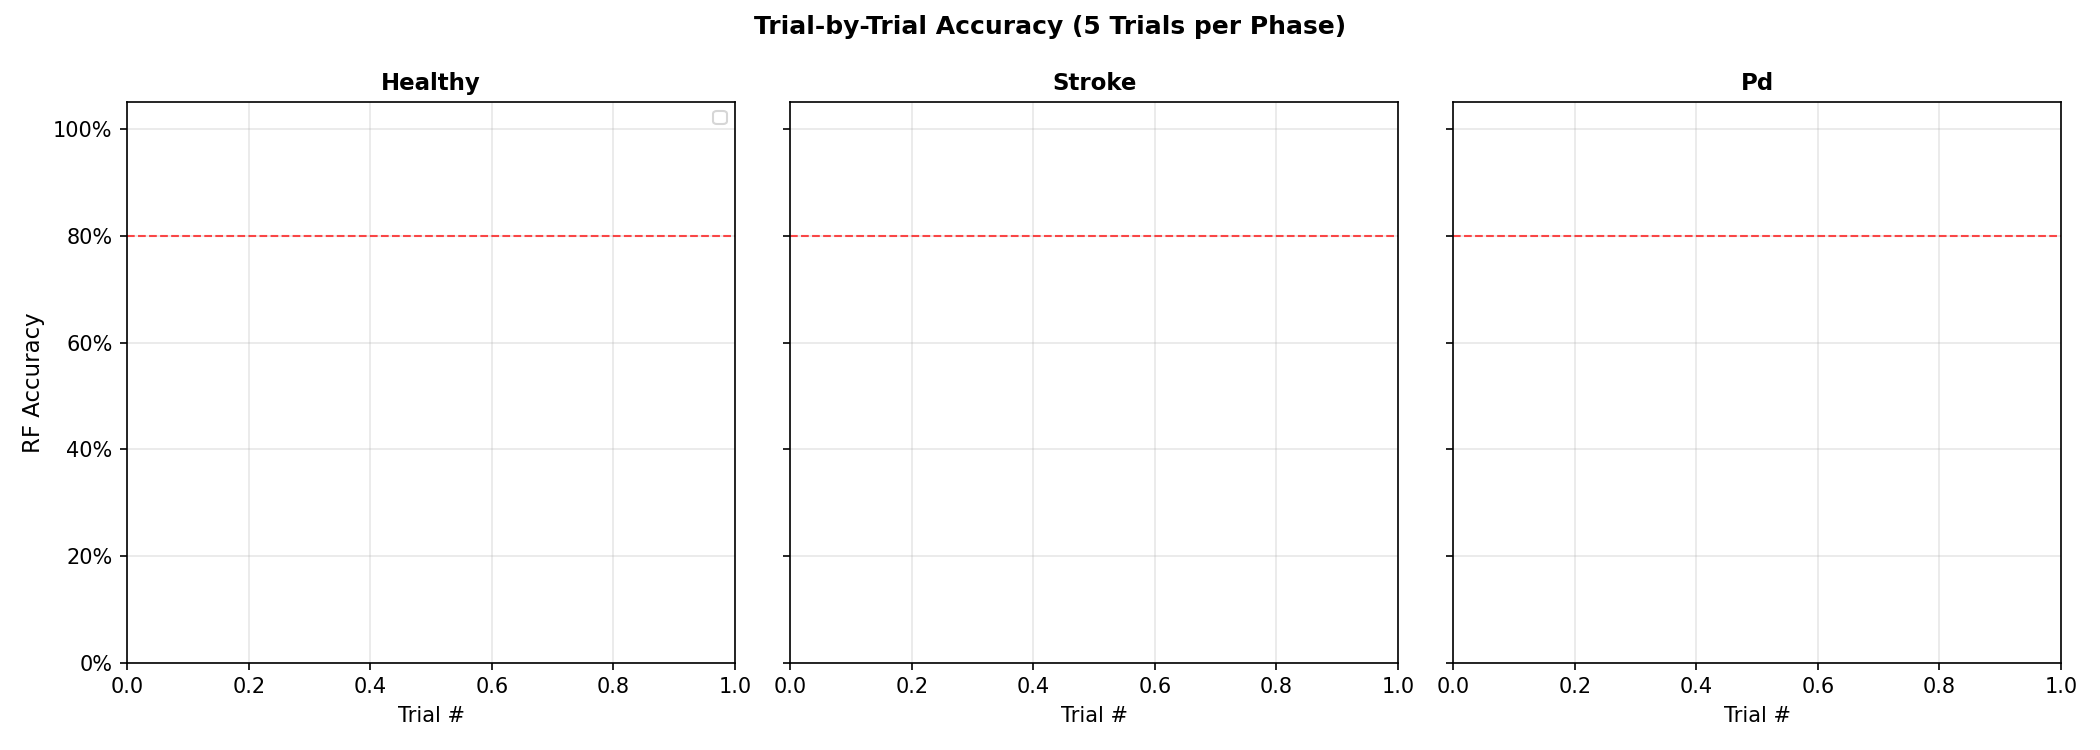 Trial-by-Trial Accuracy (5 Trials per Phase)
Healthy
Stroke
Pd
RF Accuracy
100%
80%
60%
40%
20%
0%
0.0 0.2 0.4 0.6 0.8 1.0
0.0 0.2 0.4 0.6 0.8 1.0
0.0 0.2 0.4 0.6 0.8 1.0
Trial #
Trial #
Trial #